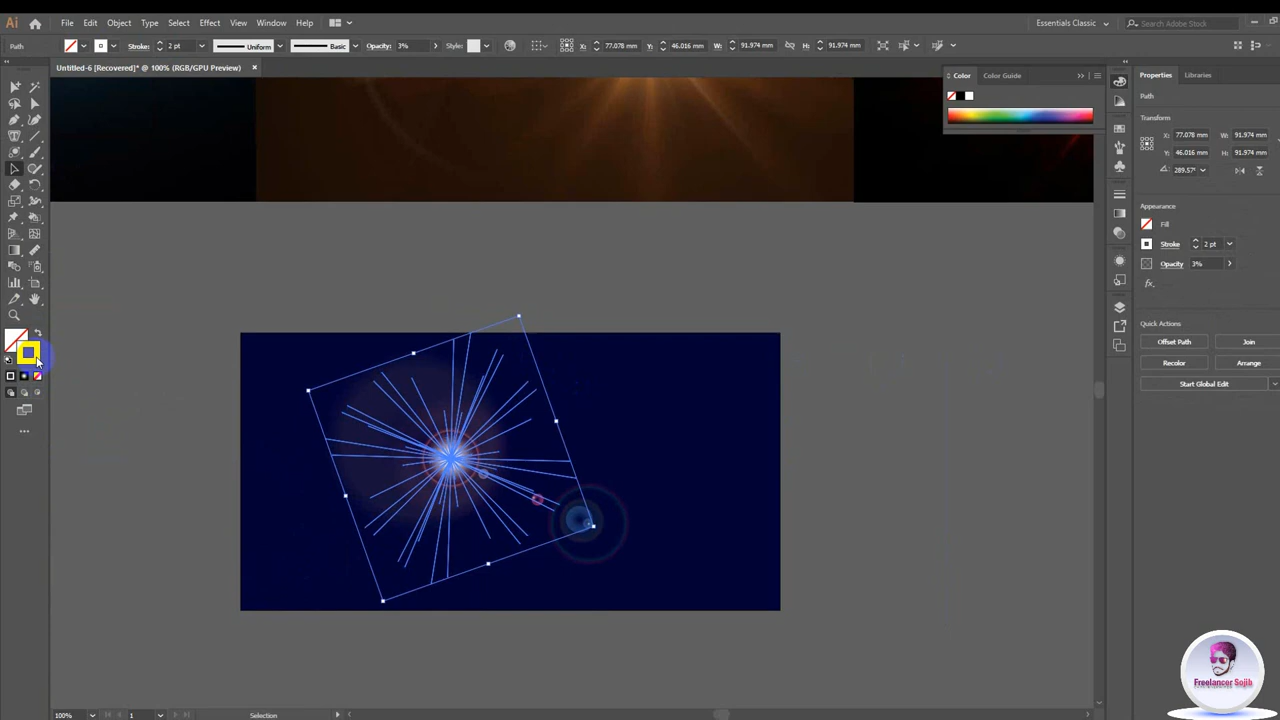 Ai File Edit Object Type Select Effect View Window Help Essentials Classic Search Adobe Stock
Path Stroke: 2 pt Uniform Basic Opacity: 3% Style: X: 77.078 mm Y: 46.016 mm W: 91.974 mm H: 91.974 mm
Untitled-6 [Recovered]* @ 100% (RGB/GPU Preview)
Color Color Guide
Properties Libraries
Path
Transform
X: 77.078 mm W: 91.974 mm
Y: 46.016 mm H: 91.974 mm
289.57°
Appearance
Fill
Stroke 2 pt
Opacity 3%
fx.
Quick Actions
Offset Path Join
Recolor Arrange
Start Global Edit
Freelancer Sojib
100% 1 Selection